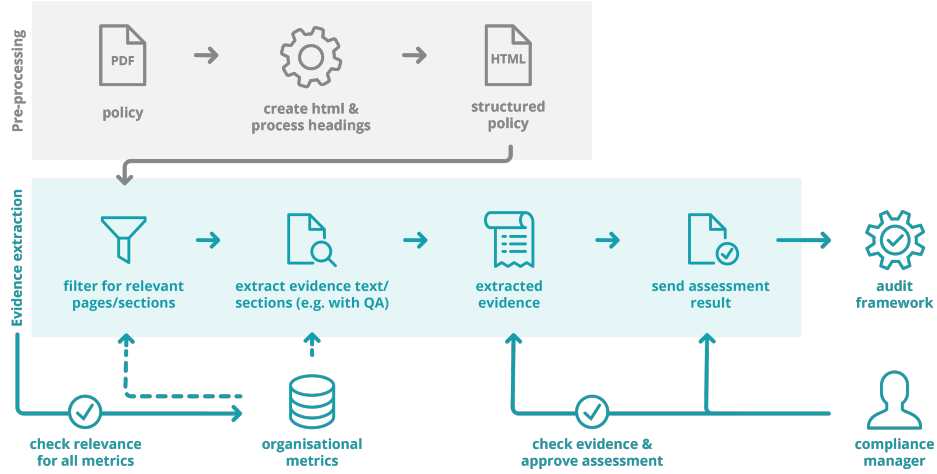 Pre-processing
PDF
HTML
policy
create html &
process headings
structured
policy
Evidence extraction
filter for relevant
pages/sections
extract evidence text/
sections (e.g. with QA)
extracted
evidence
send assessment
result
audit
framework
check relevance
for all metrics
organisational
metrics
check evidence &
approve assessment
compliance
manager